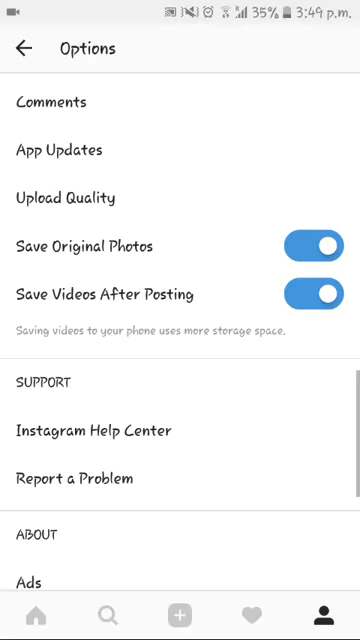 35% 3:49 p.m.
Options
Comments
App Updates
Upload Quality
Save Original Photos
Save Videos After Posting
Saving videos to your phone uses more storage space.
SUPPORT
Instagram Help Center
Report a Problem
ABOUT
Ads